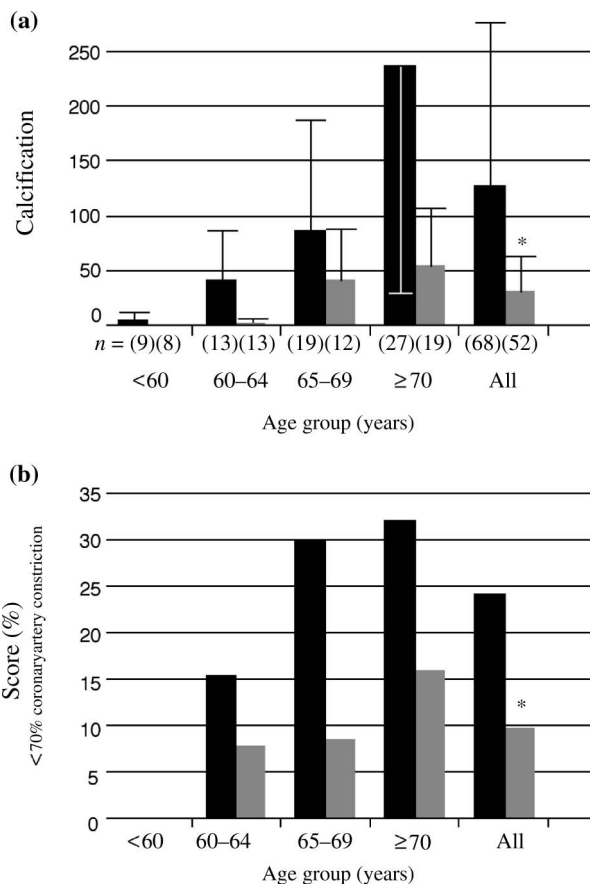 (a)
Calcification
250
200
150
100
50
0
*
n = (9)(8) (13)(13) (19)(12) (27)(19) (68)(52)
<60 60–64 65–69 ≥70 All
Age group (years)
(b)
Score (%)
<70% coronaryartery constriction
35
30
25
20
15
10
5
0
*
<60 60–64 65–69 ≥70 All
Age group (years)